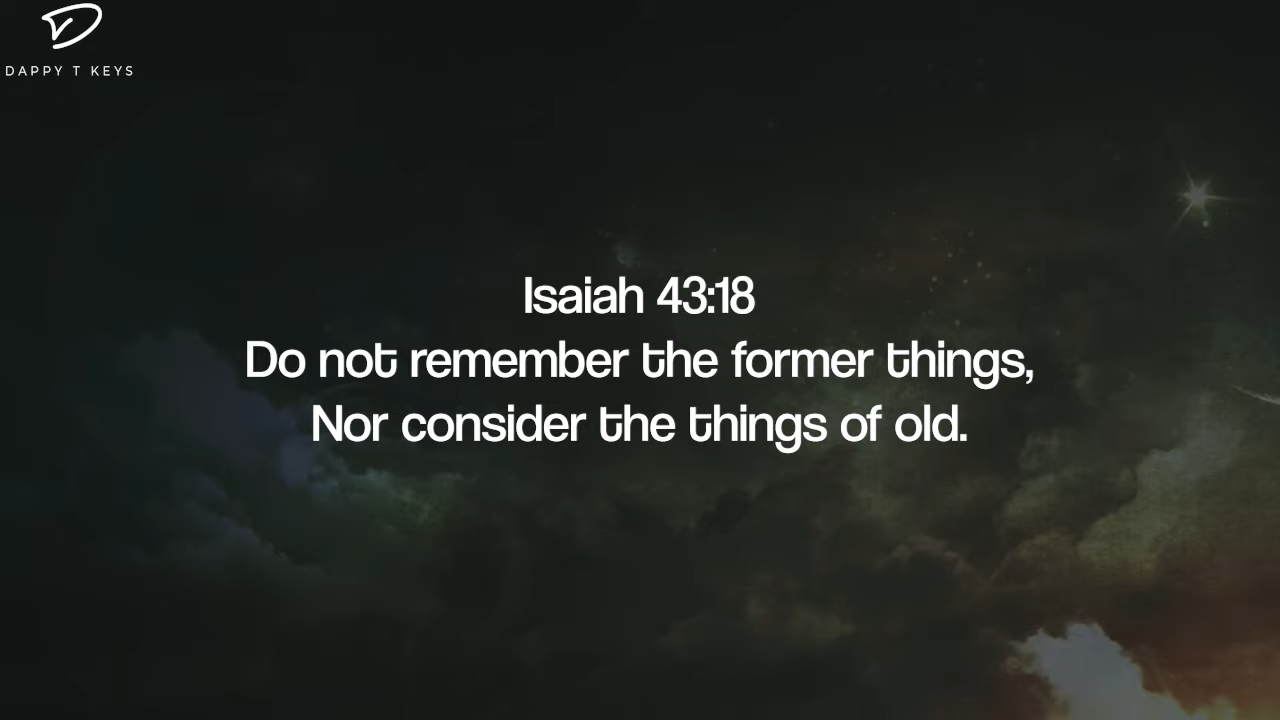 DAPPY T KEYS
Isaiah 43:18
Do not remember the former things,
Nor consider the things of old.